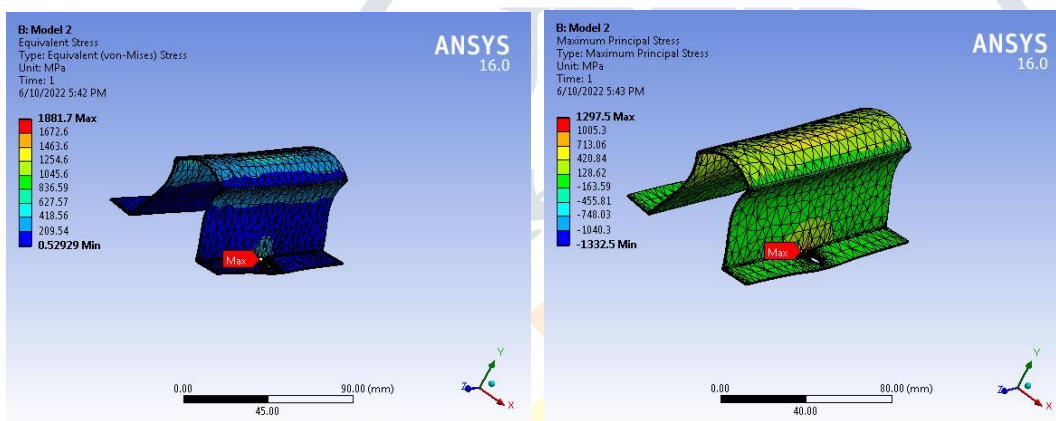 B: Model 2
Equivalent Stress
Type: Equivalent (von-Mises) Stress
Unit: MPa
Time: 1
6/10/2022 5:42 PM
ANSYS
16.0
1881.7 Max
1672.6
1463.6
1254.6
1045.6
836.59
627.57
418.56
209.54
0.52929 Min
Max
0.00
90.00 (mm)
45.00
Y
Z
X
B: Model 2
Maximum Principal Stress
Type: Maximum Principal Stress
Unit: MPa
Time: 1
6/10/2022 5:43 PM
ANSYS
16.0
1297.5 Max
1005.3
713.06
420.84
128.62
-163.59
-455.81
-748.03
-1040.3
-1332.5 Min
Max
0.00
80.00 (mm)
40.00
Y
Z
X